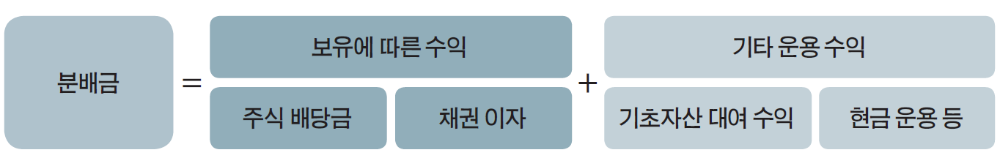 분배금
=
보유에 따른 수익
주식 배당금
채권 이자
+
기타 운용 수익
기초자산 대여 수익
현금 운용 등